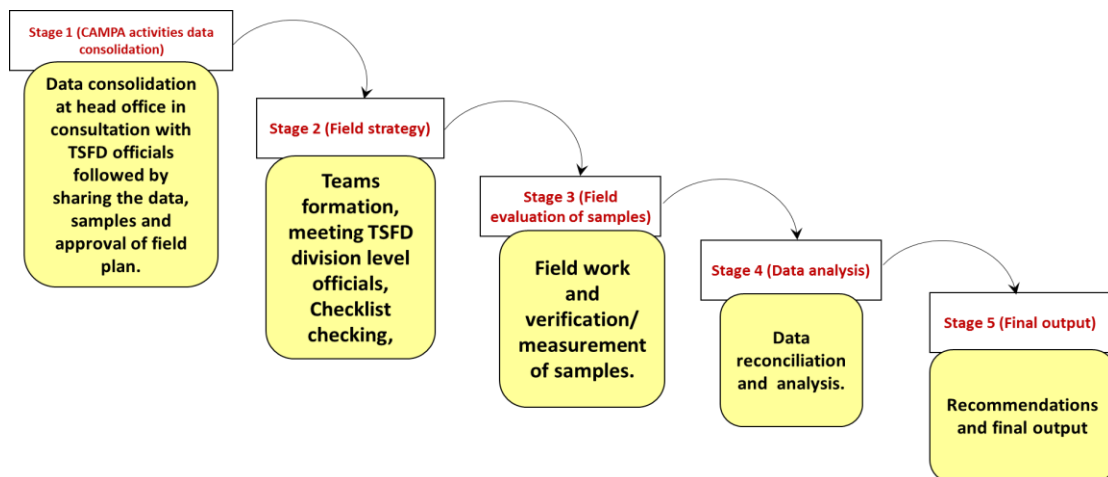 Stage 1 (CAMPA activities data
consolidation)
Data consolidation
at head office in
consultation with
TSFD officials
followed by
sharing the data,
samples and
approval of field
plan.
Stage 2 (Field strategy)
Teams
formation,
meeting TSFD
division level
officials,
Checklist
checking,
Stage 3 (Field
evaluation of samples)
Field work
and
verification/
measurement
of samples.
Stage 4 (Data analysis)
Data
reconciliation
and analysis.
Stage 5 (Final output)
Recommendations
and final output